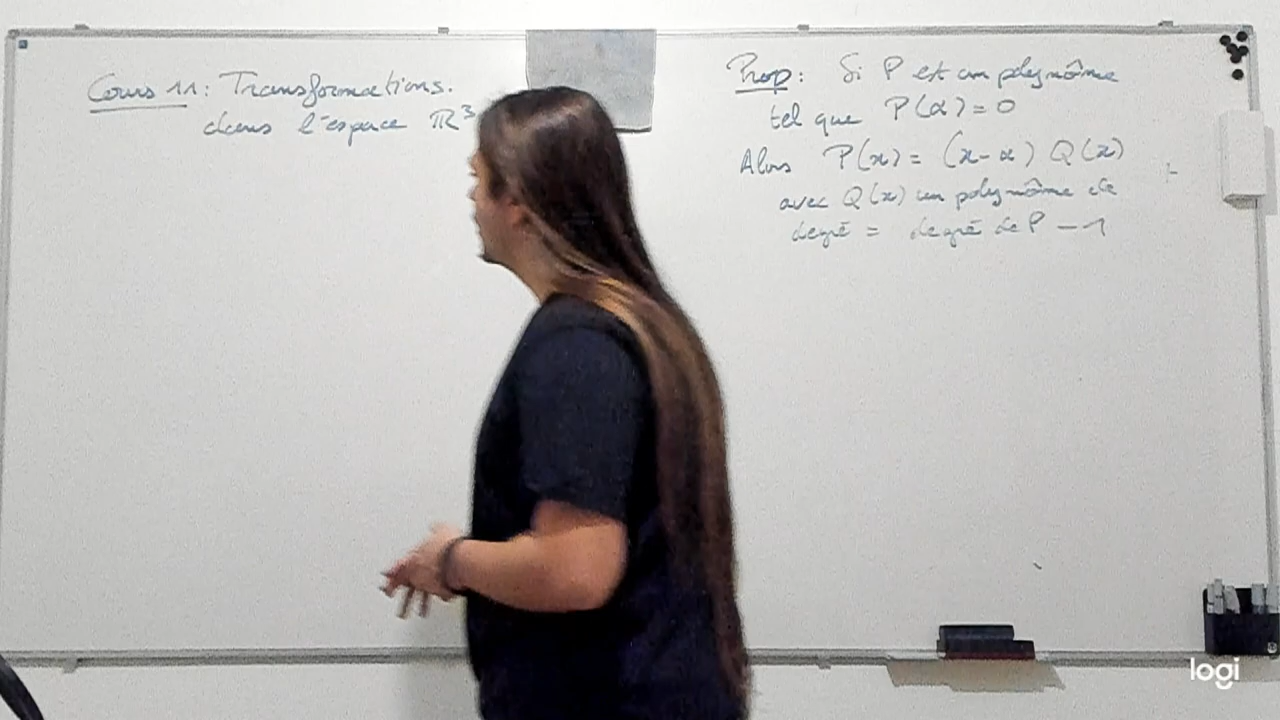 Cours 11 : Transformations.
dans l'espace ℝ³
Prop : Si P est un polynôme
tel que P(α) = 0
Alors P(x) = (x - α) Q(x)
avec Q(x) un polynôme de
degré = degré de P - 1
logi